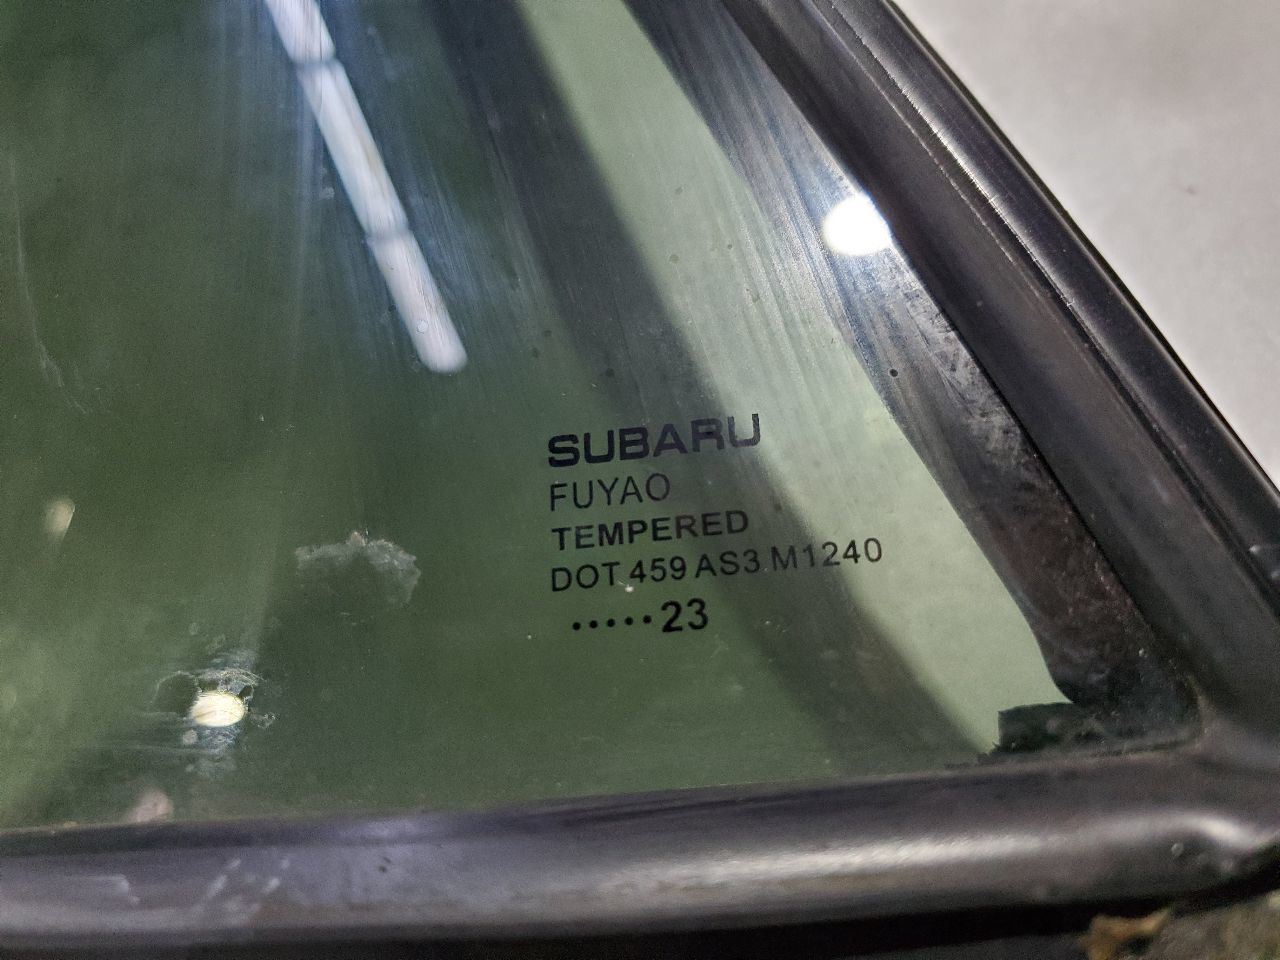 SUBARU
FUYAO
TEMPERED
DOT 459 AS3 M1240
•••••23